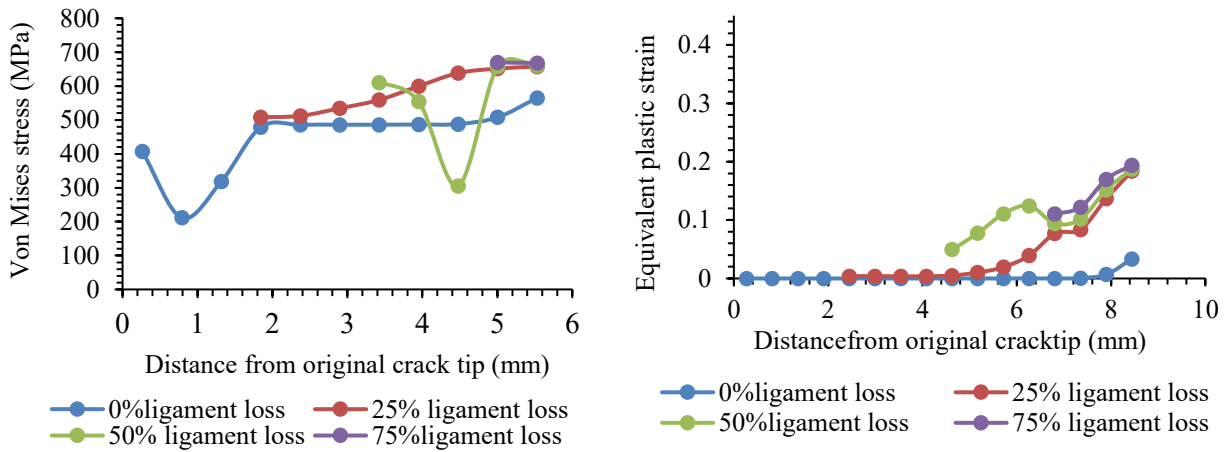 Von Mises stress (MPa)
800
700
600
500
400
300
200
100
0
0 1 2 3 4 5 6
Distance from original crack tip (mm)
0%ligament loss 25% ligament loss
50% ligament loss 75%ligament loss
Equivalent plastic strain
0.4
0.3
0.2
0.1
0
0 2 4 6 8 10
Distancefrom original cracktip (mm)
0%ligament loss 25% ligament loss
50%ligament loss 75% ligament loss